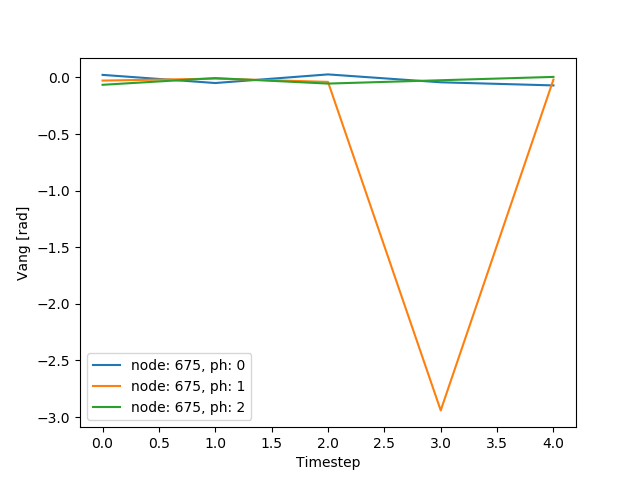 0.0
−0.5
−1.0
−1.5
−2.0
−2.5
−3.0
Vang [rad]
node: 675, ph: 0
node: 675, ph: 1
node: 675, ph: 2
0.0 0.5 1.0 1.5 2.0 2.5 3.0 3.5 4.0
Timestep